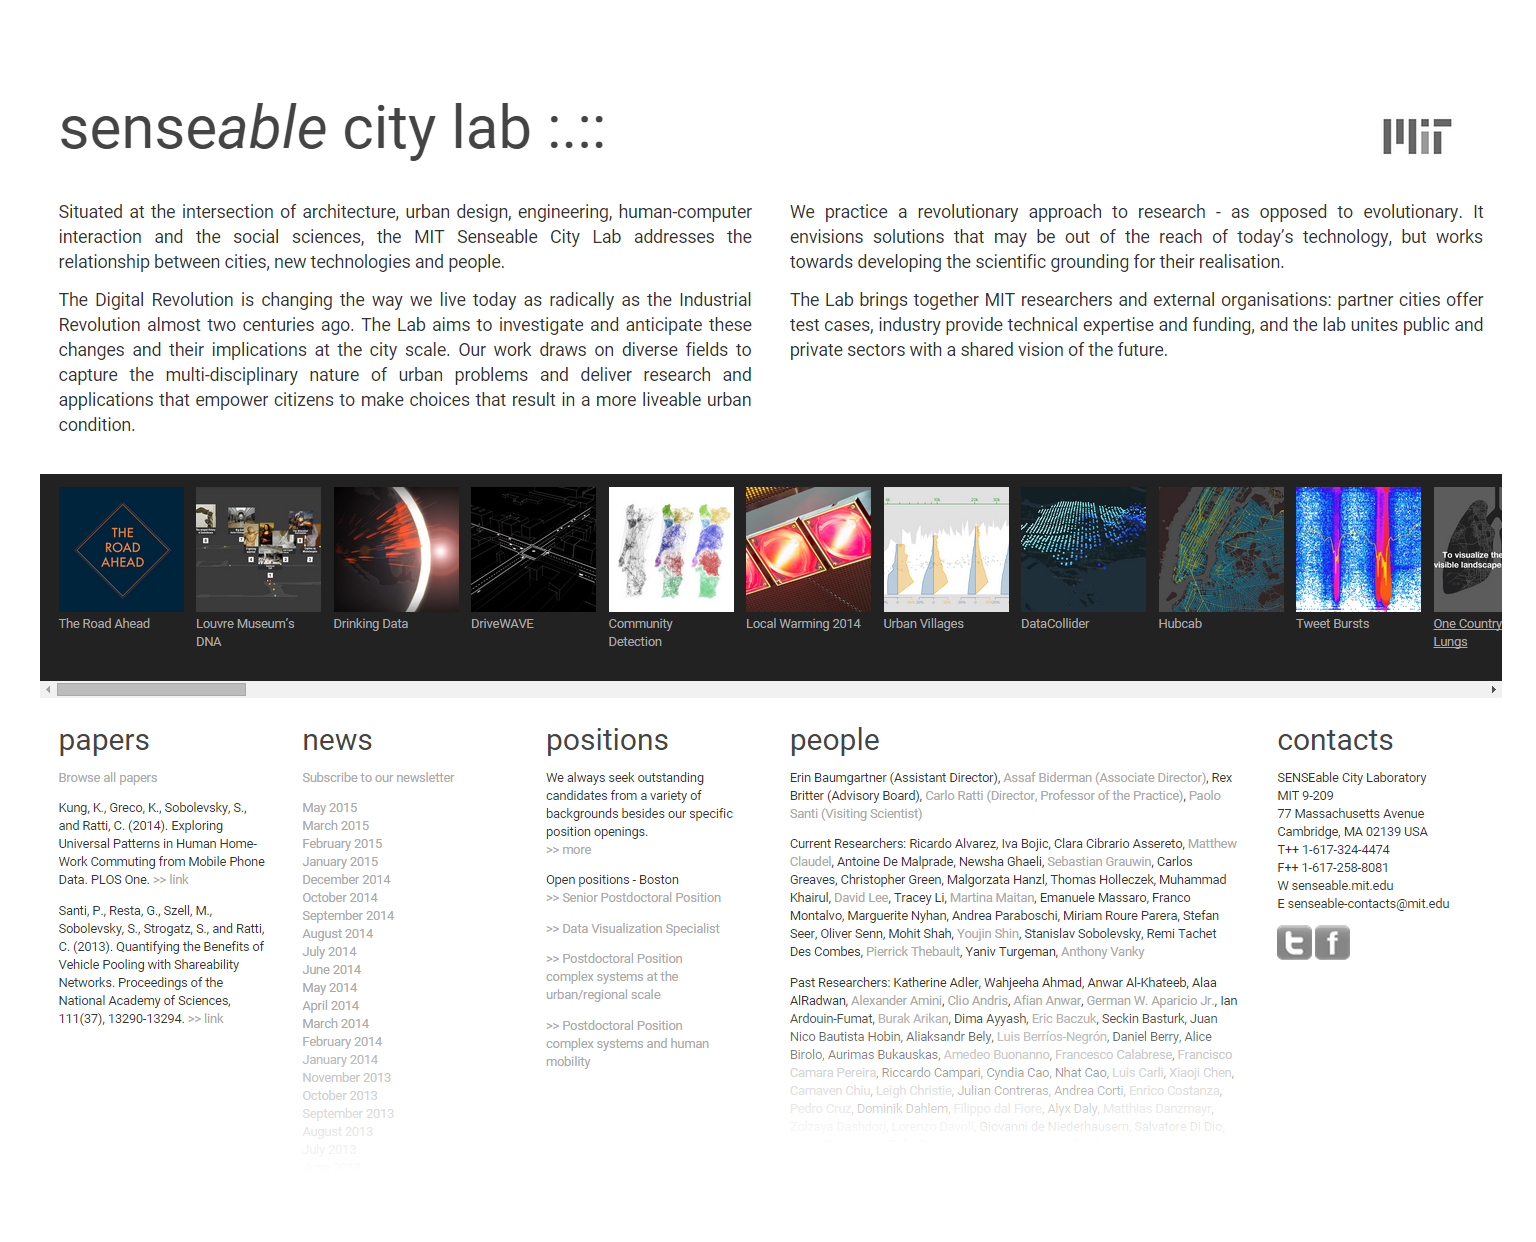 senseable city lab :.::
MIT
Situated at the intersection of architecture, urban design, engineering, human-computer
interaction and the social sciences, the MIT Senseable City Lab addresses the
relationship between cities, new technologies and people.
The Digital Revolution is changing the way we live today as radically as the Industrial
Revolution almost two centuries ago. The Lab aims to investigate and anticipate these
changes and their implications at the city scale. Our work draws on diverse fields to
capture the multi-disciplinary nature of urban problems and deliver research and
applications that empower citizens to make choices that result in a more liveable urban
condition.
We practice a revolutionary approach to research - as opposed to evolutionary. It
envisions solutions that may be out of the reach of today's technology, but works
towards developing the scientific grounding for their realisation.
The Lab brings together MIT researchers and external organisations: partner cities offer
test cases, industry provide technical expertise and funding, and the lab unites public and
private sectors with a shared vision of the future.
THE
ROAD
AHEAD
To visualize the
visible landscape
The Road Ahead
Louvre Museum's
DNA
Drinking Data
DriveWAVE
Community
Detection
Local Warming 2014
Urban Villages
DataCollider
Hubcab
Tweet Bursts
One Country
Lungs
papers
Browse all papers
Kung, K., Greco, K., Sobolevsky, S.,
and Ratti, C. (2014). Exploring
Universal Patterns in Human Home-
Work Commuting from Mobile Phone
Data. PLOS One. >> link
Santi, P., Resta, G., Szell, M.,
Sobolevsky, S., Strogatz, S., and Ratti,
C. (2013). Quantifying the Benefits of
Vehicle Pooling with Shareability
Networks. Proceedings of the
National Academy of Sciences,
111(37), 13290-13294. >> link
news
Subscribe to our newsletter
May 2015
March 2015
February 2015
January 2015
December 2014
October 2014
September 2014
August 2014
July 2014
June 2014
May 2014
April 2014
March 2014
February 2014
January 2014
November 2013
October 2013
September 2013
August 2013
July 2013
positions
We always seek outstanding
candidates from a variety of
backgrounds besides our specific
position openings.
>> more
Open positions - Boston
>> Senior Postdoctoral Position
>> Data Visualization Specialist
>> Postdoctoral Position
complex systems at the
urban/regional scale
>> Postdoctoral Position
complex systems and human
mobility
people
Erin Baumgartner (Assistant Director), Assaf Biderman (Associate Director), Rex
Britter (Advisory Board), Carlo Ratti (Director, Professor of the Practice), Paolo
Santi (Visiting Scientist)
Current Researchers: Ricardo Alvarez, Iva Bojic, Clara Cibrario Assereto, Matthew
Claudel, Antoine De Malprade, Newsha Ghaeli, Sebastian Grauwin, Carlos
Greaves, Christopher Green, Malgorzata Hanzl, Thomas Holleczek, Muhammad
Khairul, David Lee, Tracey Li, Martina Maitan, Emanuele Massaro, Franco
Montalvo, Marguerite Nyhan, Andrea Paraboschi, Miriam Roure Parera, Stefan
Seer, Oliver Senn, Mohit Shah, Youjin Shin, Stanislav Sobolevsky, Remi Tachet
Des Combes, Pierrick Thebault, Yaniv Turgeman, Anthony Vanky
Past Researchers: Katherine Adler, Wahjeeha Ahmad, Anwar Al-Khateeb, Alaa
AlRadwan, Alexander Amini, Clio Andris, Afian Anwar, German W. Aparicio Jr., Ian
Ardouin-Fumat, Burak Arikan, Dima Ayyash, Eric Baczuk, Seckin Basturk, Juan
Nico Bautista Hobin, Aliaksandr Bely, Luis Berríos-Negrón, Daniel Berry, Alice
Birolo, Aurimas Bukauskas, Amedeo Buonanno, Francesco Calabrese, Francisco
Camara Pereira, Riccardo Campari, Cyndia Cao, Nhat Cao, Luis Carli, Xiaoji Chen,
Carnaven Chiu, Leigh Christie, Julian Contreras, Andrea Corti, Enrico Costanza,
Pedro Cruz, Dominik Dahlem, Filippo dal Fiore, Alyx Daly, Matthias Danzmayr,
Zolzaya Dashdorj, Lorenzo Davoli, Giovanni de Niederhausern, Salvatore Di Dio,
contacts
SENSEable City Laboratory
MIT 9-209
77 Massachusetts Avenue
Cambridge, MA 02139 USA
T++ 1-617-324-4474
F++ 1-617-258-8081
W senseable.mit.edu
E senseable-contacts@mit.edu